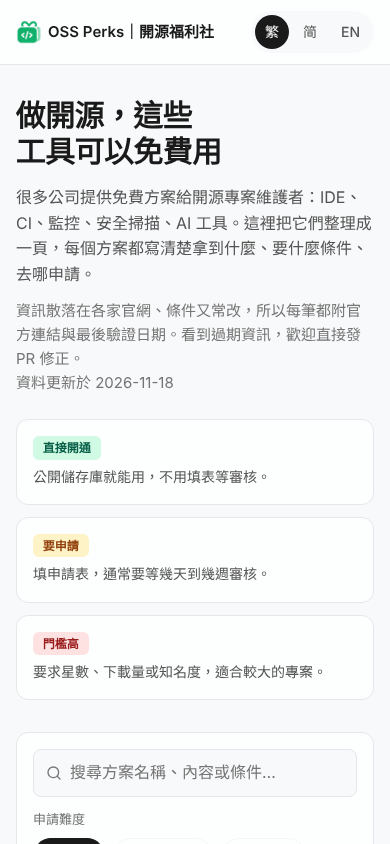 OSS Perks｜開源福利社
繁
简
EN
做開源，這些
工具可以免費用
很多公司提供免費方案給開源專案維護者：IDE、
CI、監控、安全掃描、AI 工具。這裡把它們整理成
一頁，每個方案都寫清楚拿到什麼、要什麼條件、
去哪申請。
資訊散落在各家官網、條件又常改，所以每筆都附官
方連結與最後驗證日期。看到過期資訊，歡迎直接發
PR 修正。
資料更新於 2026-11-18
直接開通
公開儲存庫就能用，不用填表等審核。
要申請
填申請表，通常要等幾天到幾週審核。
門檻高
要求星數、下載量或知名度，適合較大的專案。
搜尋方案名稱、內容或條件...
申請難度